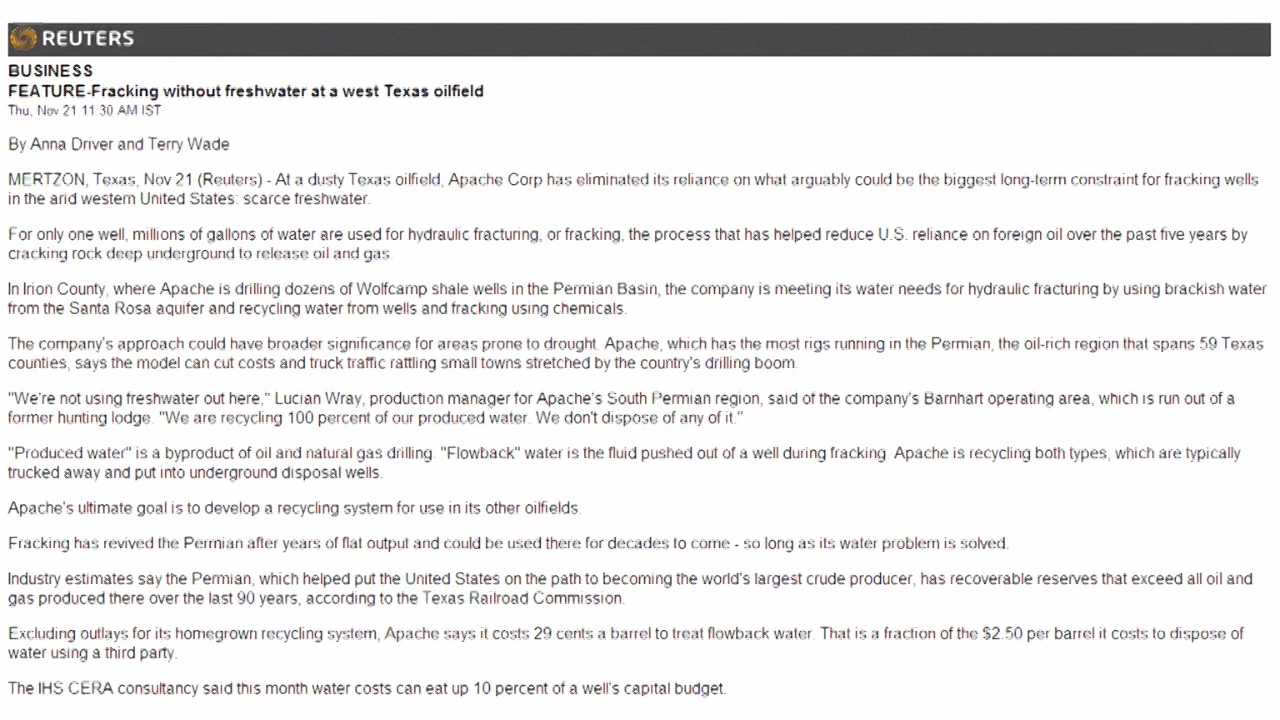 REUTERS
BUSINESS
FEATURE-Fracking without freshwater at a west Texas oilfield
Thu, Nov 21 11:30 AM IST
By Anna Driver and Terry Wade
MERTZON, Texas, Nov 21 (Reuters) - At a dusty Texas oilfield, Apache Corp has eliminated its reliance on what arguably could be the biggest long-term constraint for fracking wells
in the arid western United States: scarce freshwater.
For only one well, millions of gallons of water are used for hydraulic fracturing, or fracking, the process that has helped reduce U.S. reliance on foreign oil over the past five years by
cracking rock deep underground to release oil and gas.
In Irion County, where Apache is drilling dozens of Wolfcamp shale wells in the Permian Basin, the company is meeting its water needs for hydraulic fracturing by using brackish water
from the Santa Rosa aquifer and recycling water from wells and fracking using chemicals.
The company's approach could have broader significance for areas prone to drought. Apache, which has the most rigs running in the Permian, the oil-rich region that spans 59 Texas
counties, says the model can cut costs and truck traffic rattling small towns stretched by the country's drilling boom.
"We're not using freshwater out here," Lucian Wray, production manager for Apache's South Permian region, said of the company's Barnhart operating area, which is run out of a
former hunting lodge. "We are recycling 100 percent of our produced water. We don't dispose of any of it."
"Produced water" is a byproduct of oil and natural gas drilling. "Flowback" water is the fluid pushed out of a well during fracking. Apache is recycling both types, which are typically
trucked away and put into underground disposal wells.
Apache's ultimate goal is to develop a recycling system for use in its other oilfields.
Fracking has revived the Permian after years of flat output and could be used there for decades to come - so long as its water problem is solved.
Industry estimates say the Permian, which helped put the United States on the path to becoming the world's largest crude producer, has recoverable reserves that exceed all oil and
gas produced there over the last 90 years, according to the Texas Railroad Commission.
Excluding outlays for its homegrown recycling system, Apache says it costs 29 cents a barrel to treat flowback water. That is a fraction of the $2.50 per barrel it costs to dispose of
water using a third party.
The IHS CERA consultancy said this month water costs can eat up 10 percent of a well's capital budget.